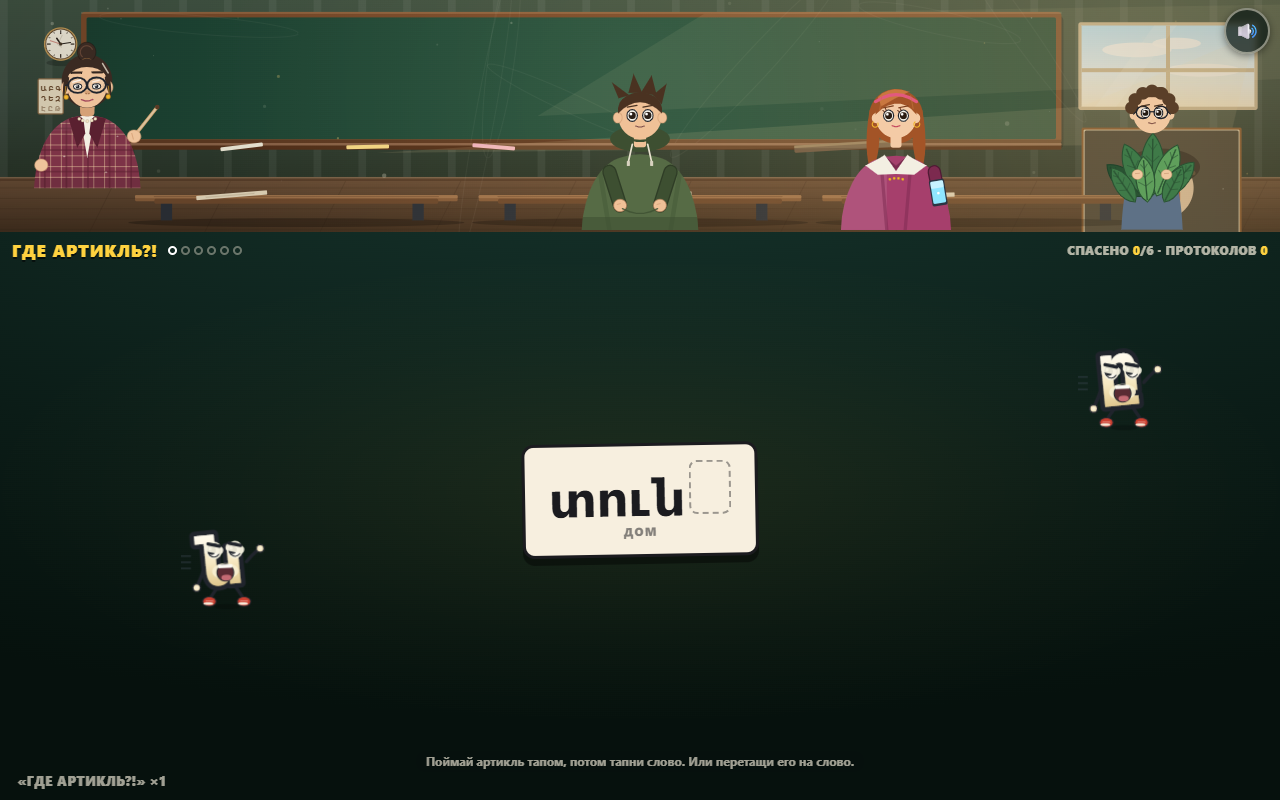 Ա Բ Գ
Դ Ե Զ
Է Ը Թ
ГДЕ АРТИКЛЬ?!
СПАСЕНО 0/6 · ПРОТОКОЛОВ 0
ը
տուն
дом
ն
Поймай артикль тапом, потом тапни слово. Или перетащи его на слово.
«ГДЕ АРТИКЛЬ?!» ×1